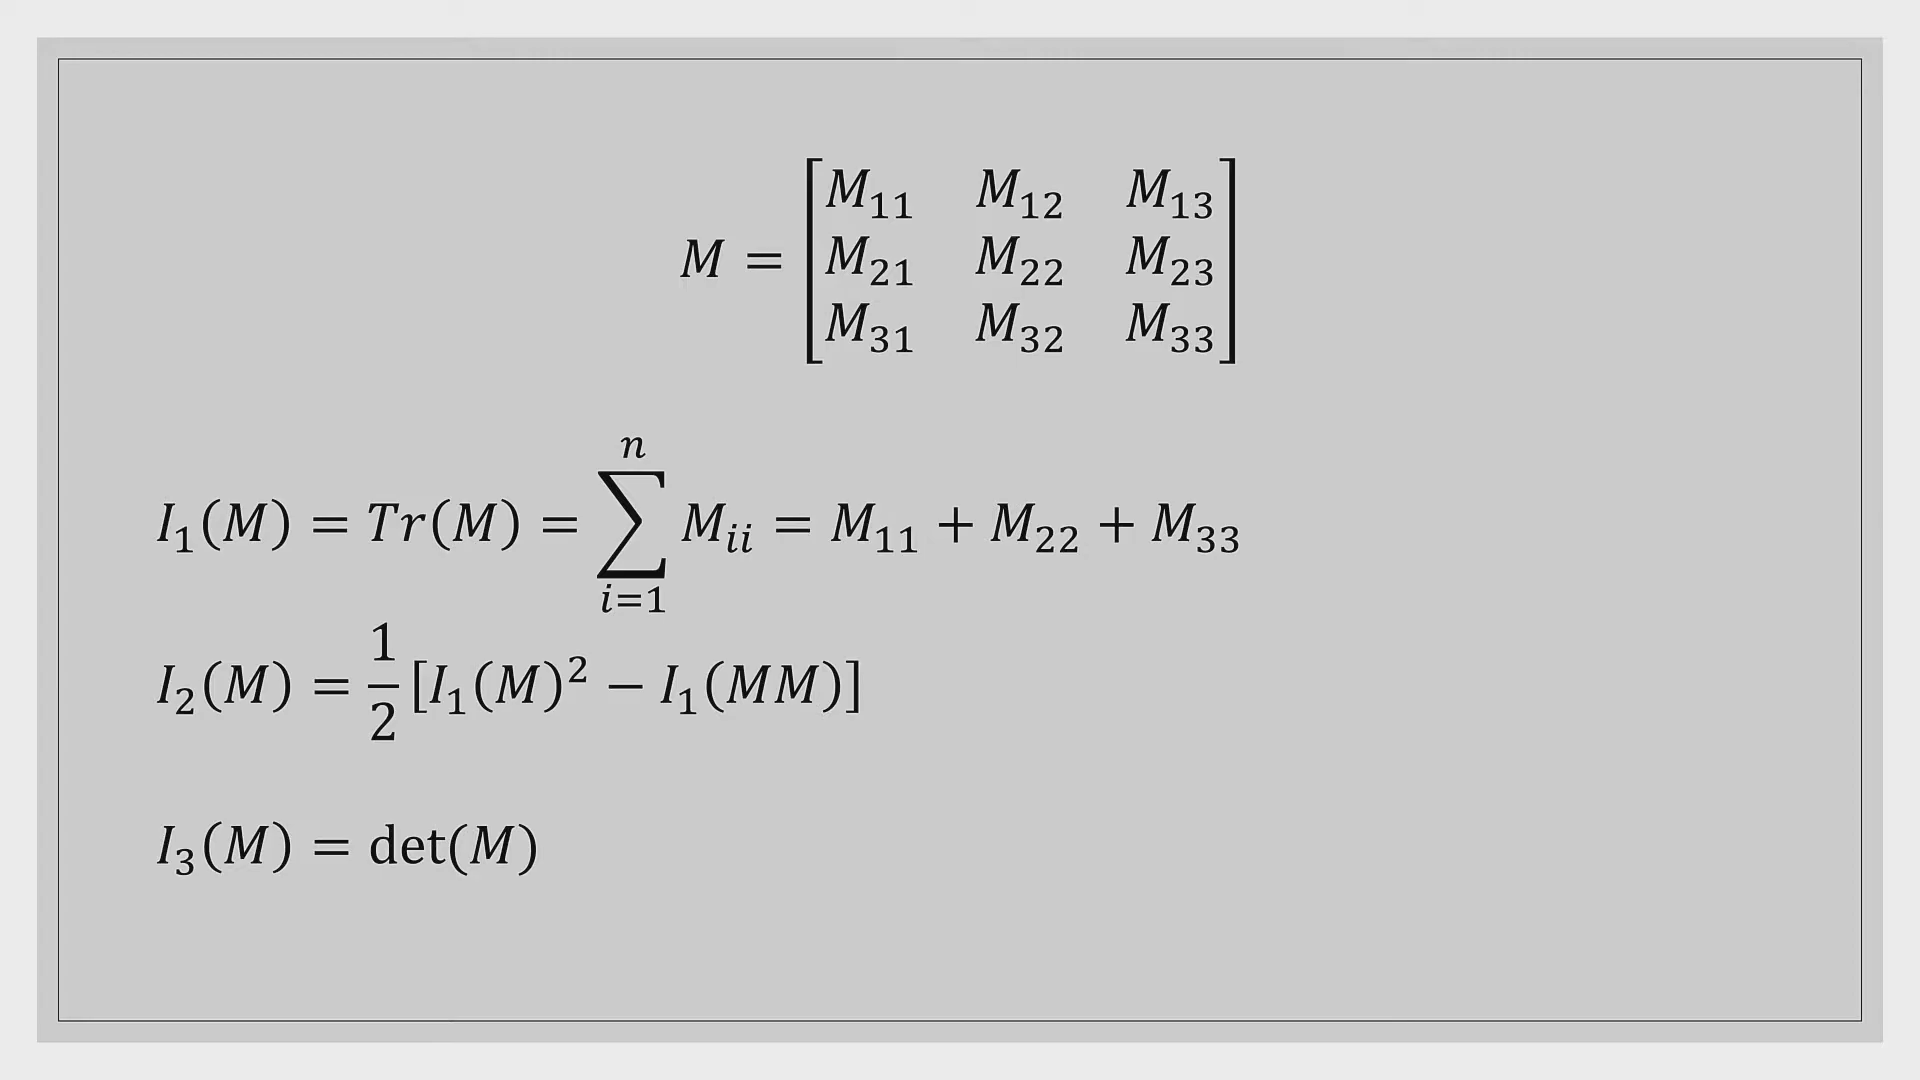 M = [M₁₁ M₁₂ M₁₃
M₂₁ M₂₂ M₂₃
M₃₁ M₃₂ M₃₃]
I₁(M) = Tr(M) = ∑ᵢ₌₁ⁿ Mᵢᵢ = M₁₁ + M₂₂ + M₃₃
I₂(M) = 1/2 [I₁(M)² − I₁(MM)]
I₃(M) = det(M)